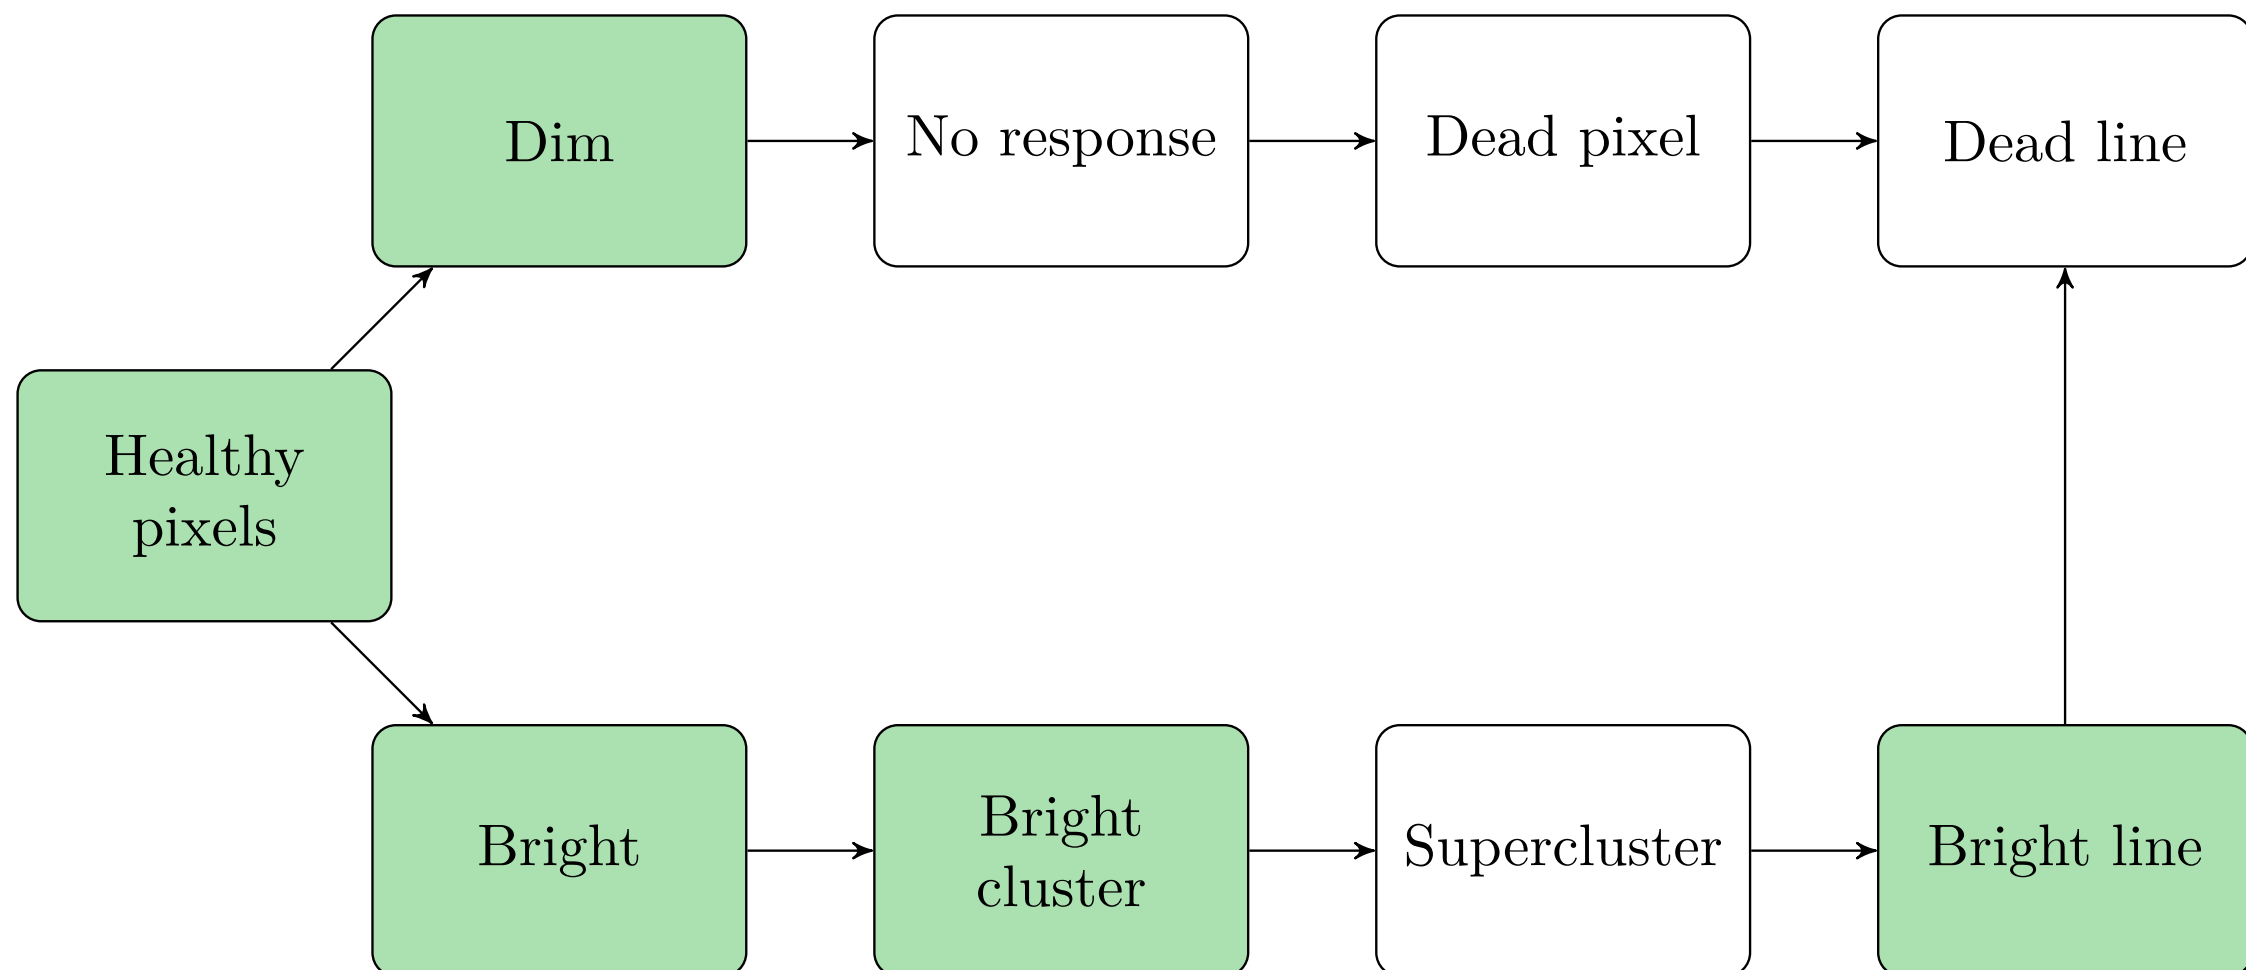 Dim
No response
Dead pixel
Dead line
Healthy
pixels
Bright
Bright
cluster
Supercluster
Bright line